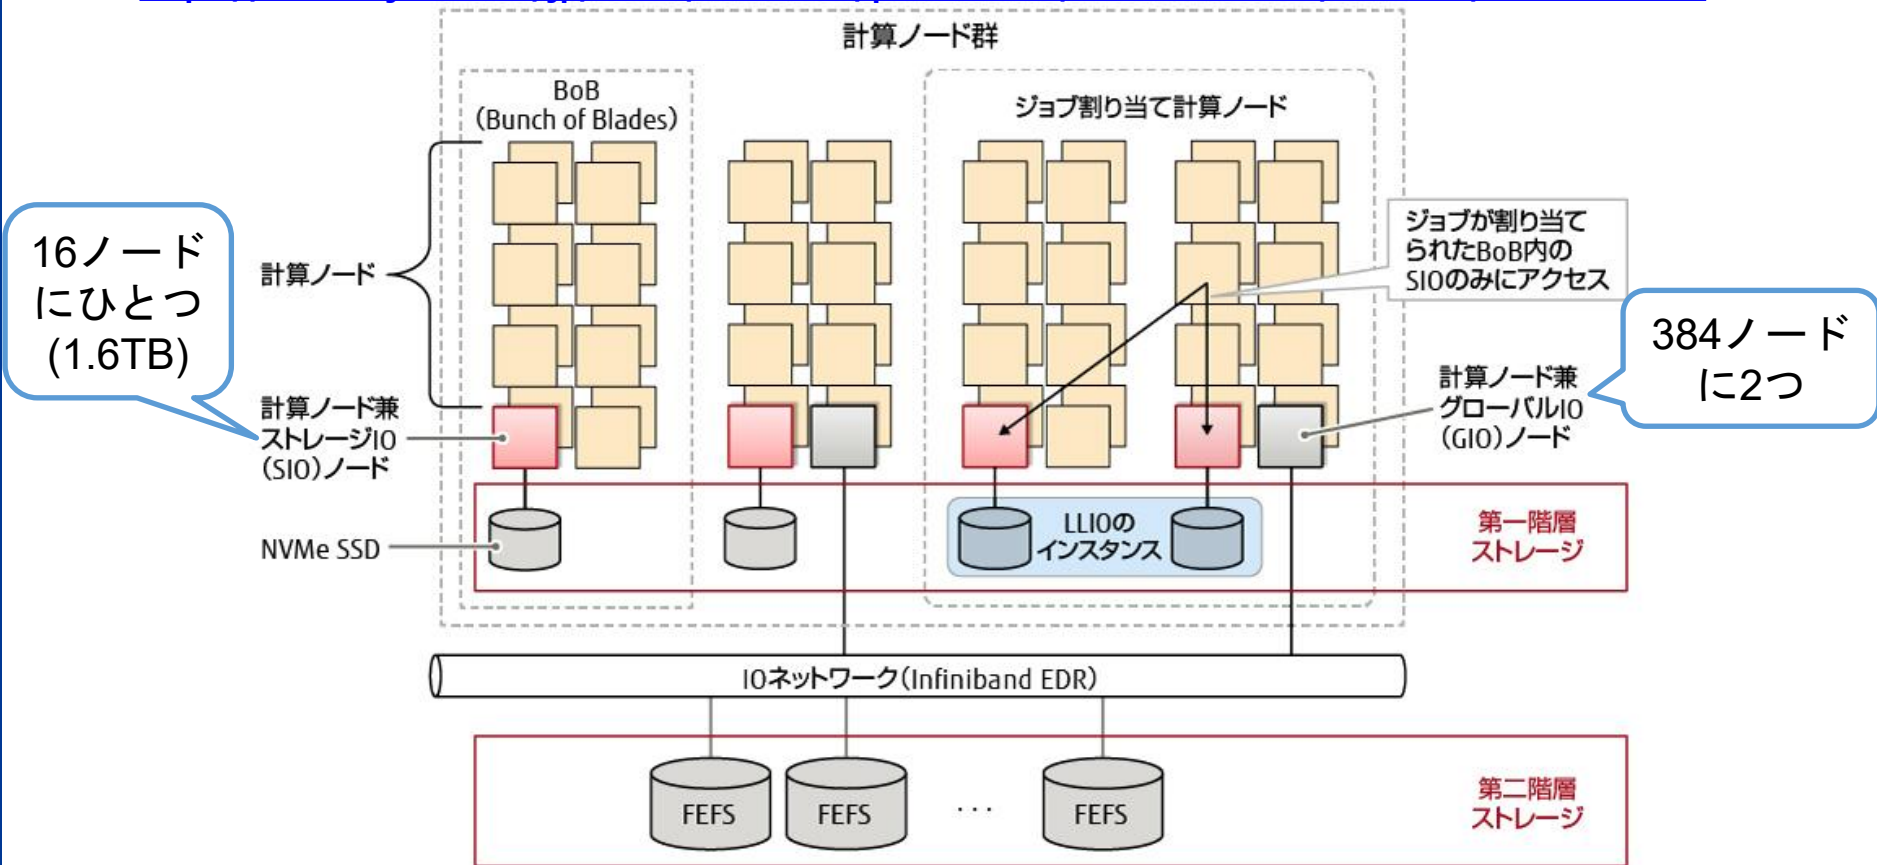 計算ノード群
BoB
(Bunch of Blades)
ジョブ割り当て計算ノード
16ノード
にひとつ
(1.6TB)
計算ノード
ジョブが割り当て
られたBoB内の
SIOのみにアクセス
384ノード
に2つ
計算ノード兼
ストレージIO
(SIO)ノード
計算ノード兼
グローバルIO
(GIO)ノード
NVMe SSD
LLIOの
インスタンス
第一階層
ストレージ
IOネットワーク(Infiniband EDR)
FEFS
FEFS
...
FEFS
第二階層
ストレージ